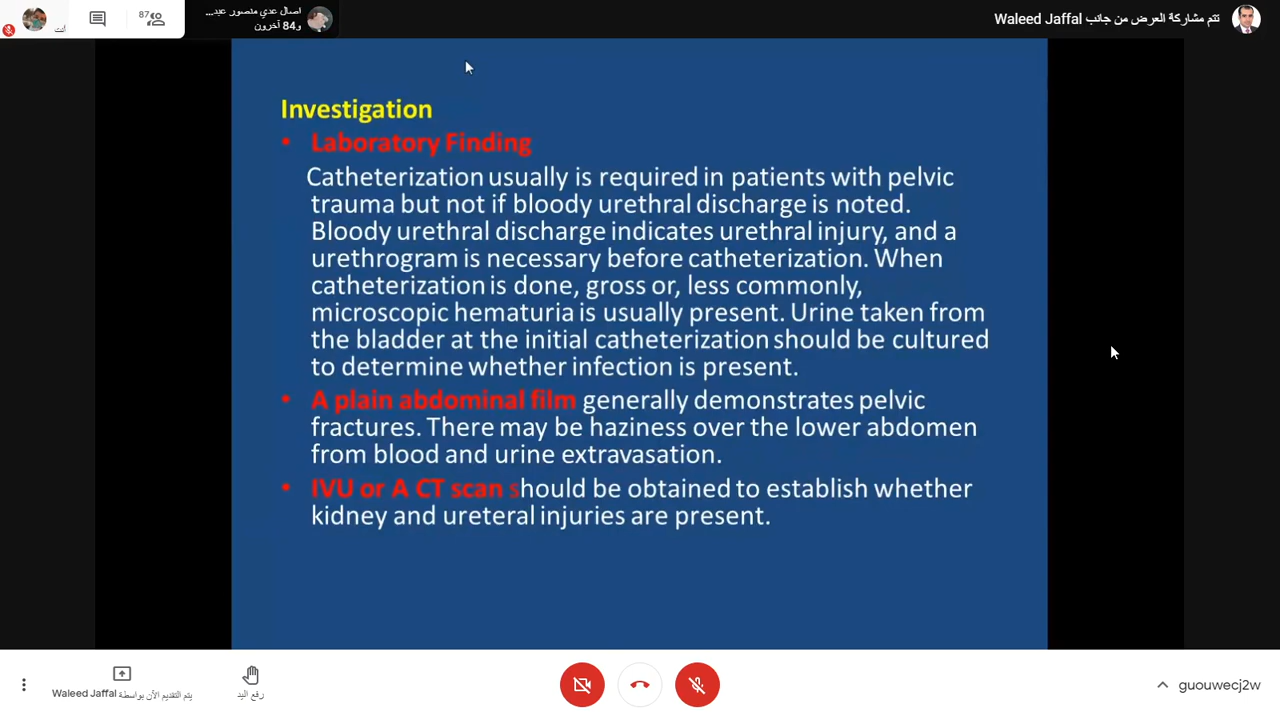 87
أنت
اصال عدي منصور عبد...
و84 آخرون
تتم مشاركة العرض من جانب Waleed Jaffal
Investigation
• Laboratory Finding
Catheterization usually is required in patients with pelvic
trauma but not if bloody urethral discharge is noted.
Bloody urethral discharge indicates urethral injury, and a
urethrogram is necessary before catheterization. When
catheterization is done, gross or, less commonly,
microscopic hematuria is usually present. Urine taken from
the bladder at the initial catheterization should be cultured
to determine whether infection is present.
• A plain abdominal film generally demonstrates pelvic
fractures. There may be haziness over the lower abdomen
from blood and urine extravasation.
• IVU or A CT scan should be obtained to establish whether
kidney and ureteral injuries are present.
يتم التقديم الآن بواسطة Waleed Jaffal
رفع اليد
guouwecj2w